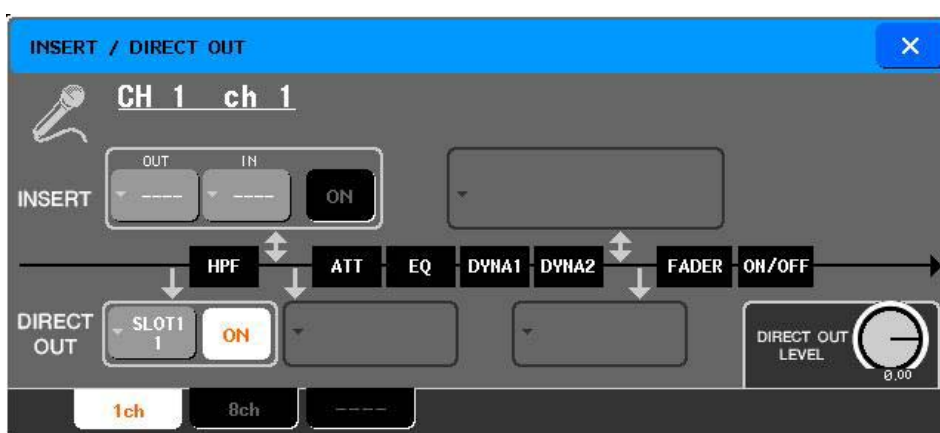 INSERT / DIRECT OUT
CH 1 ch 1
OUT IN
INSERT ---- ---- ON
HPF ATT EQ DYNA1 DYNA2 FADER ON/OFF
DIRECT OUT
SLOT1
1
ON
DIRECT OUT
LEVEL
0.00
1ch 8ch ----